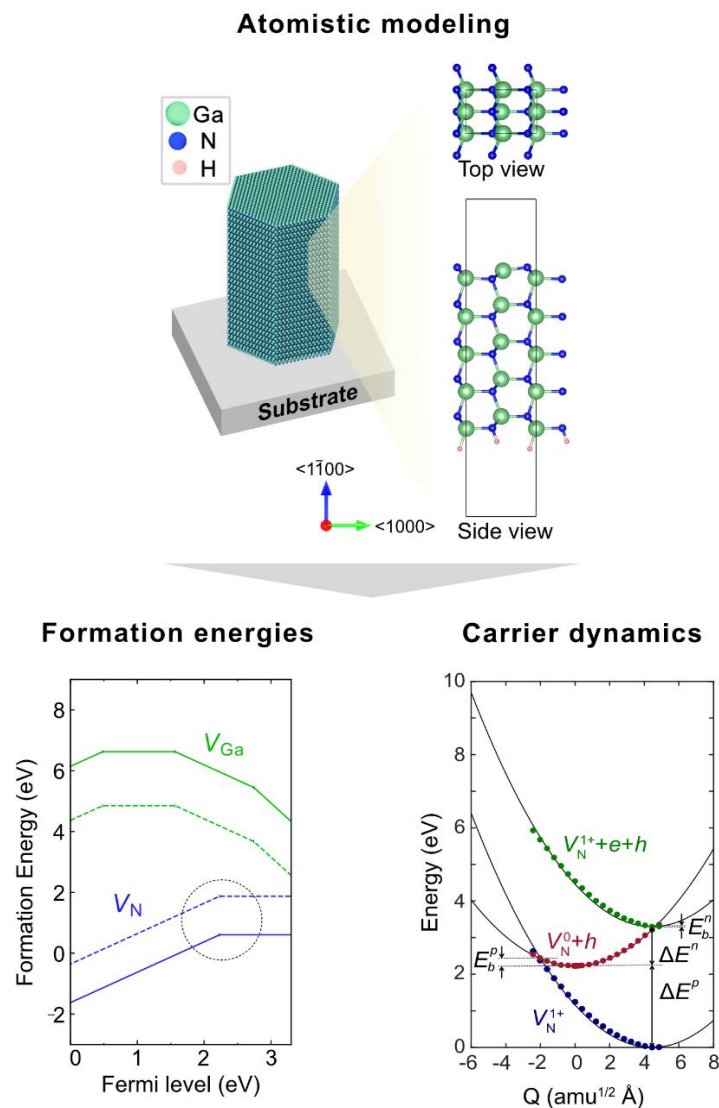 Atomistic modeling
Ga
N
H
Top view
Substrate
<11̅00>
<1000>
Side view
Formation energies
Carrier dynamics
Formation Energy (eV)
8
6
4
2
0
-2
V_Ga
V_N
0
1
2
3
Fermi level (eV)
Energy (eV)
10
8
6
4
2
0
V_N^{1+}+e+h
V_N^0+h
V_N^{1+}
E_b^n
ΔE^n
E_b^p
ΔE^p
-6 -4 -2 0 2 4 6 8
Q (amu^{1/2} Å)